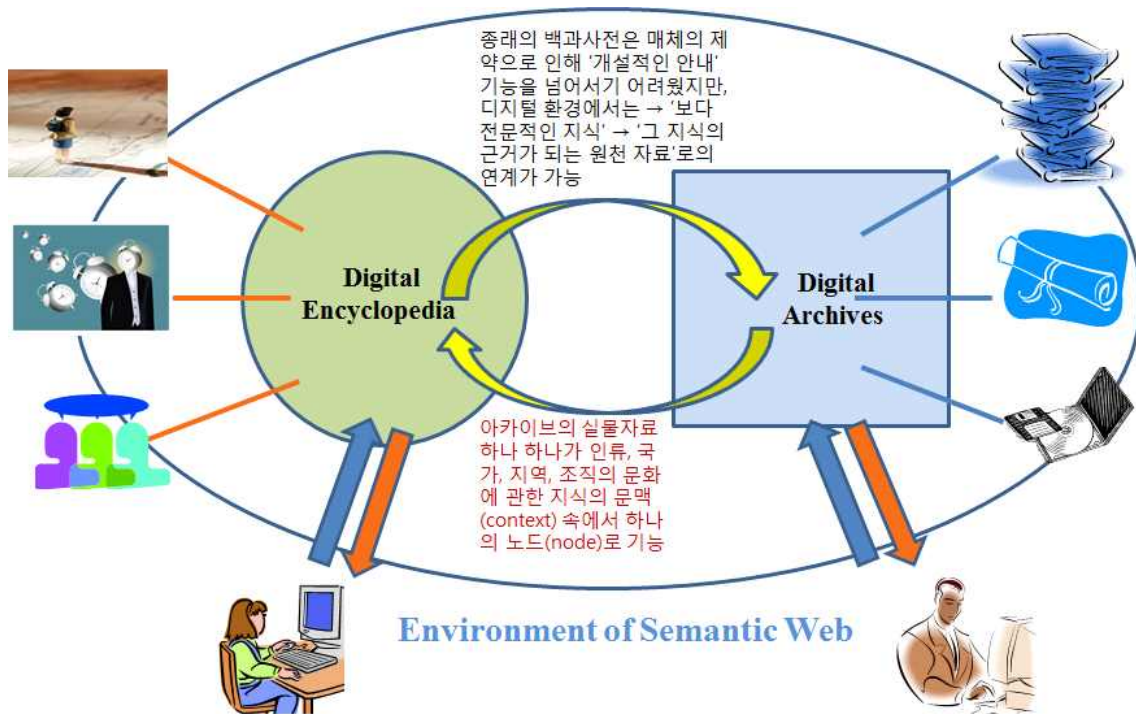 종래의 백과사전은 매체의 제
약으로 인해 '개설적인 안내'
기능을 넘어서기 어려웠지만,
디지털 환경에서는 → '보다
전문적인 지식' → '그 지식의
근거가 되는 원천 자료'로의
연계가 가능
Digital
Encyclopedia
Digital
Archives
아카이브의 실물자료
하나 하나가 인류, 국
가, 지역, 조직의 문화
에 관한 지식의 문맥
(context) 속에서 하나
의 노드(node)로 기능
Environment of Semantic Web